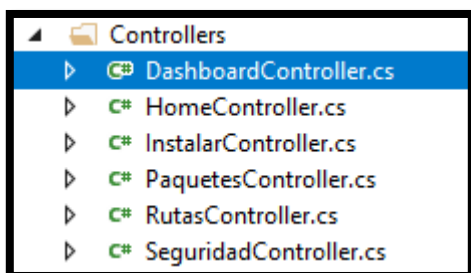 Controllers
C# DashboardController.cs
C# HomeController.cs
C# InstalarController.cs
C# PaquetesController.cs
C# RutasController.cs
C# SeguridadController.cs